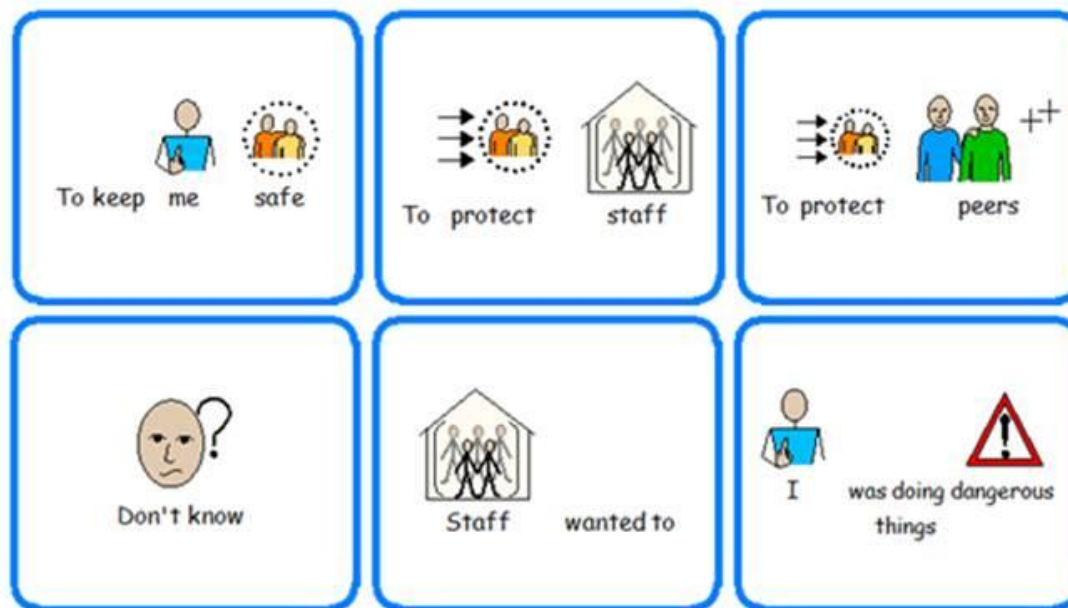 To keep me safe
To protect staff
To protect peers
Don't know
Staff wanted to
I was doing dangerous
things